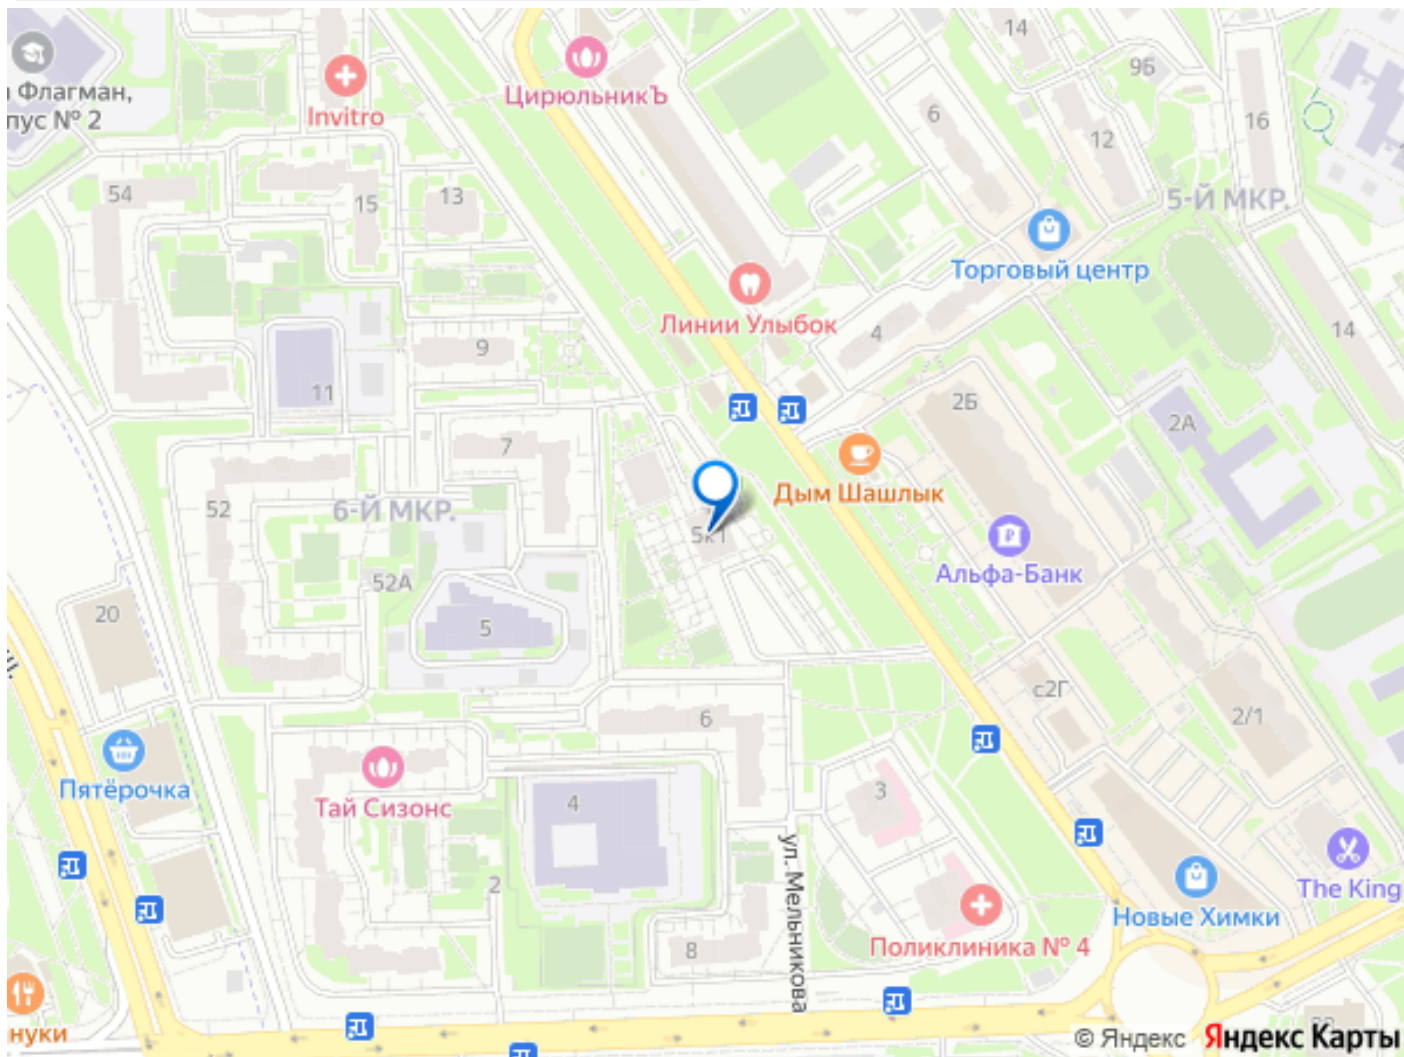 14
9Б
Флагман,
пус № 2
Invitro
ЦирюльникЪ
6
12
16
54
15
13
5-Й МКР.
Торговый центр
Линии Улыбок
4
14
9
11
2Б
2А
7
Дым Шашлык
52
6-Й МКР.
5к1
Альфа-Банк
52А
20
5
с2Г
2/1
6
Пятёрочка
Тай Сизонс
4
3
ул. Мельникова
2
The King
Новые Химки
Поликлиника № 4
8
нуки
© Яндекс Яндекс Карты